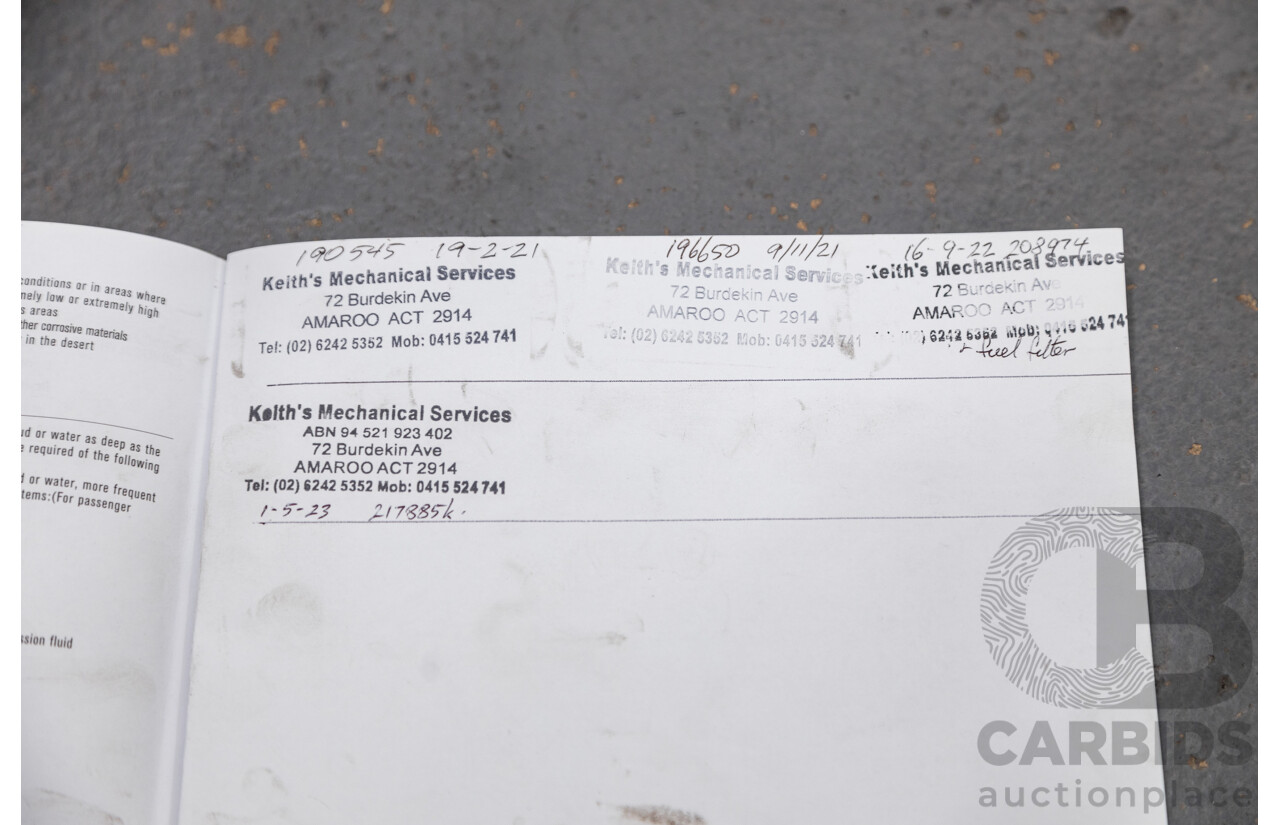 conditions or in areas where
mely low or extremely high
s areas
ther corrosive materials
in the desert
ud or water as deep as the
e required of the following
d or water, more frequent
tems:(For passenger
ssion fluid
190545 19-2-21
Keith's Mechanical Services
72 Burdekin Ave
AMAROO ACT 2914
Tel: (02) 6242 5352 Mob: 0415 524 741
196650 9/11/21
Keith's Mechanical Services
72 Burdekin Ave
AMAROO ACT 2914
Tel: (02) 6242 5352 Mob: 0415 524 741
16-9-22 208974
Keith's Mechanical Services
72 Burdekin Ave
AMAROO ACT 2914
) 6242 5352 Mob: 0415 524 741
fuel filter
Keith's Mechanical Services
ABN 94 521 923 402
72 Burdekin Ave
AMAROO ACT 2914
Tel: (02) 6242 5352 Mob: 0415 524 741
1-5-23 217885k.
CARBIDS
auctionplace